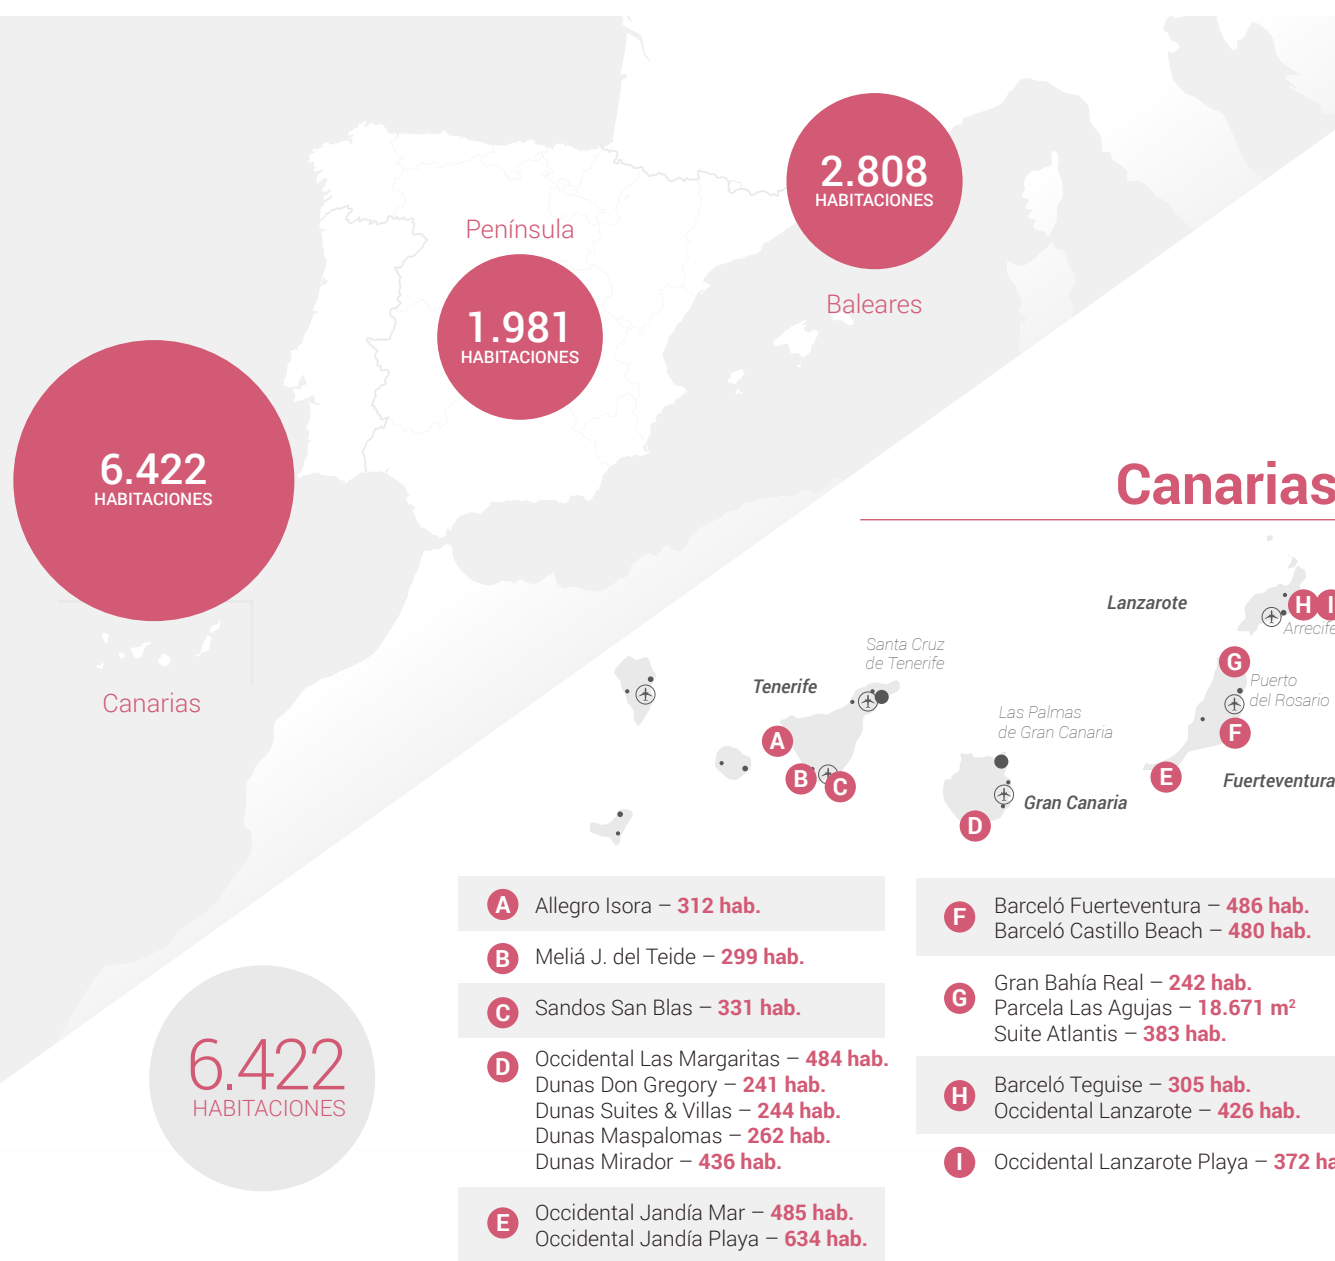 2.808
HABITACIONES
Baleares
Península
1.981
HABITACIONES
6.422
HABITACIONES
Canarias
Canarias
Lanzarote
H
I
Arrecife
G
Puerto
del Rosario
F
E
Fuerteventura
Santa Cruz
de Tenerife
Tenerife
A
B
C
Las Palmas
de Gran Canaria
Gran Canaria
D
6.422
HABITACIONES
A Allegro Isora – 312 hab.
B Meliá J. del Teide – 299 hab.
C Sandos San Blas – 331 hab.
D Occidental Las Margaritas – 484 hab.
Dunas Don Gregory – 241 hab.
Dunas Suites & Villas – 244 hab.
Dunas Maspalomas – 262 hab.
Dunas Mirador – 436 hab.
E Occidental Jandía Mar – 485 hab.
Occidental Jandía Playa – 634 hab.
F Barceló Fuerteventura – 486 hab.
Barceló Castillo Beach – 480 hab.
G Gran Bahía Real – 242 hab.
Parcela Las Agujas – 18.671 m²
Suite Atlantis – 383 hab.
H Barceló Teguise – 305 hab.
Occidental Lanzarote – 426 hab.
I Occidental Lanzarote Playa – 372